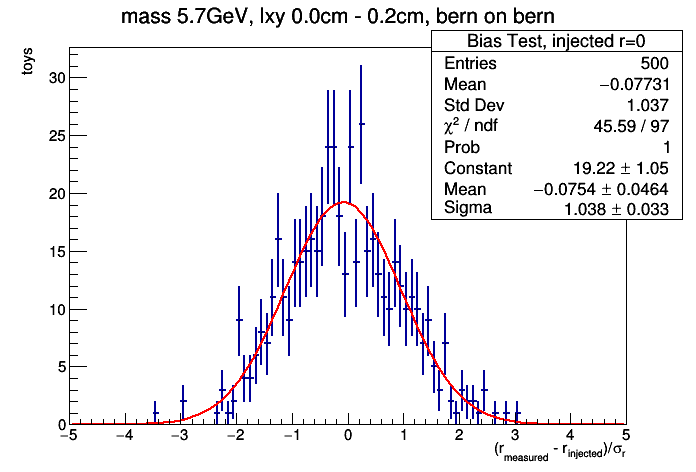 mass 5.7GeV, lxy 0.0cm - 0.2cm, bern on bern
Bias Test, injected r=0
Entries 500
Mean −0.07731
Std Dev 1.037
χ² / ndf 45.59 / 97
Prob 1
Constant 19.22 ± 1.05
Mean −0.0754 ± 0.0464
Sigma 1.038 ± 0.033
toys
30
25
20
15
10
5
0
−5 −4 −3 −2 −1 0 1 2 3 4 5
(r_measured - r_injected)/σ_r